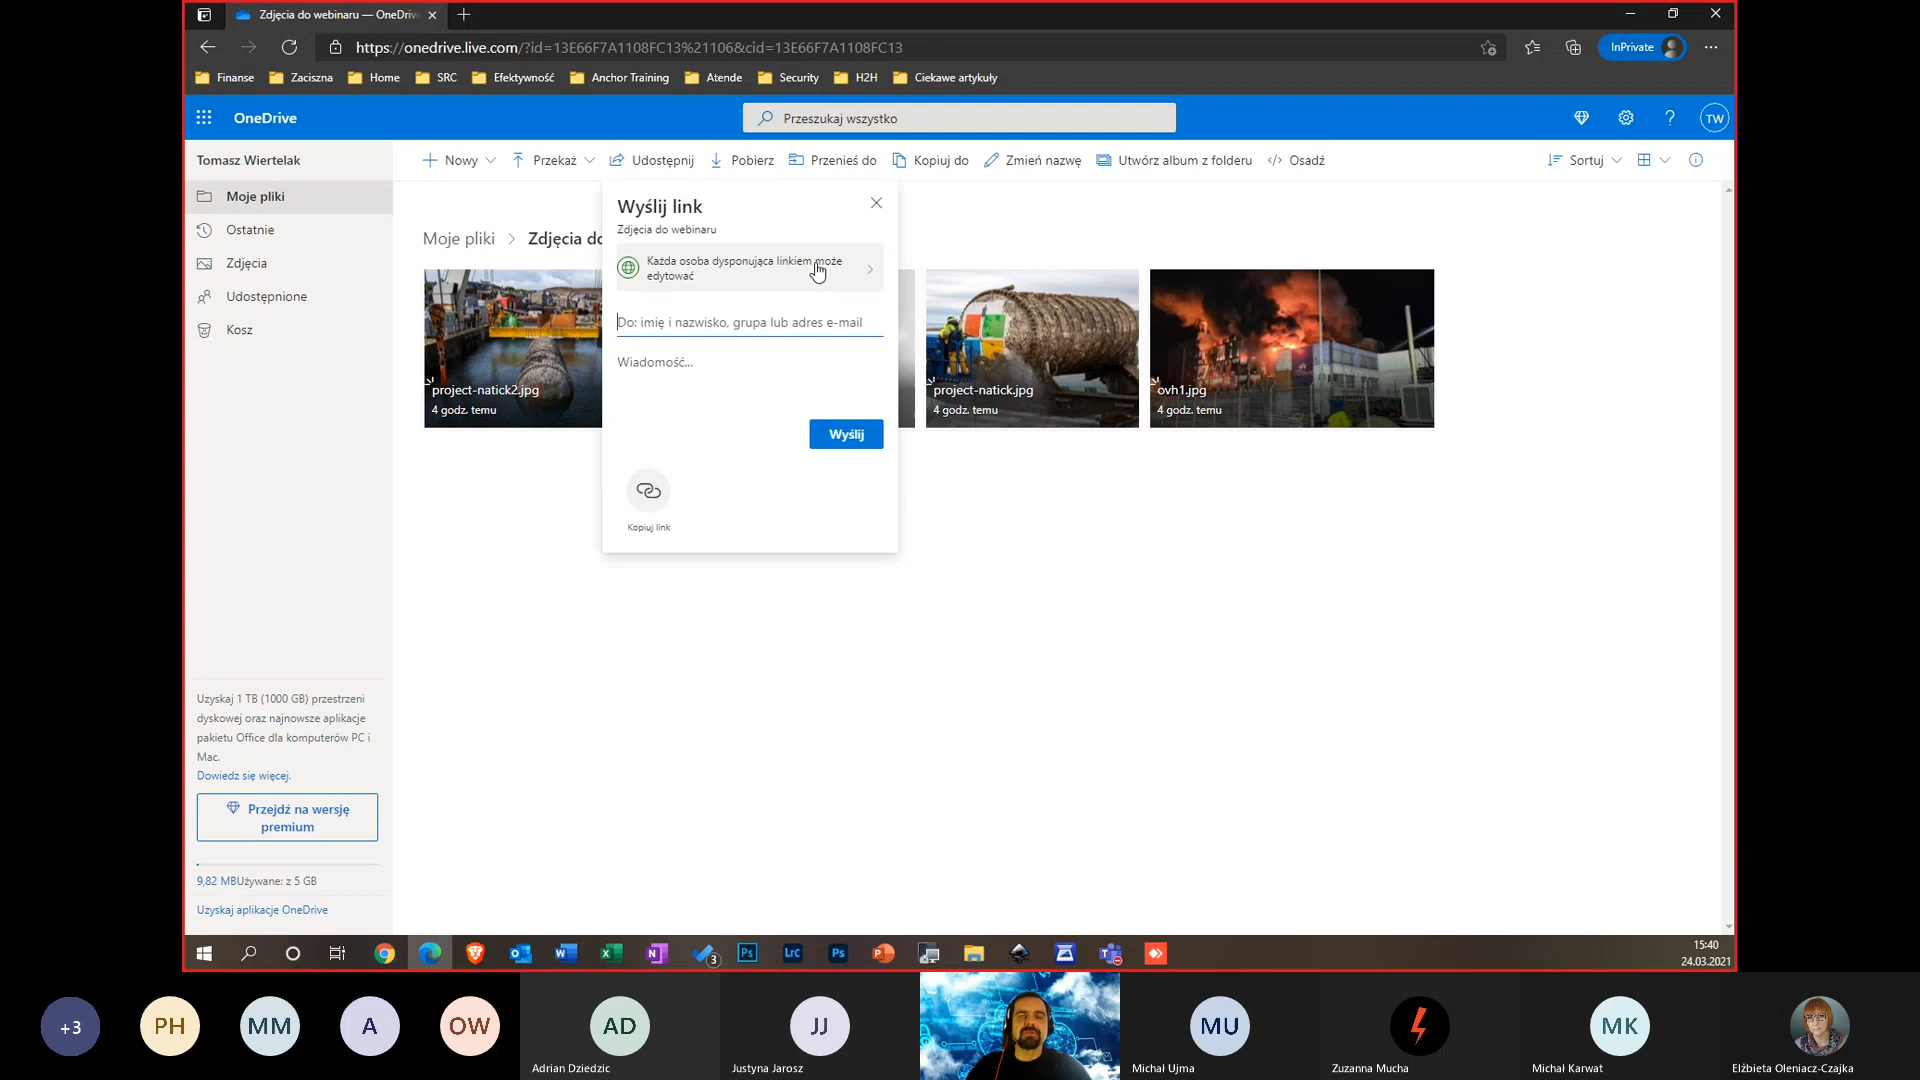 Zdjęcia do webinaru — OneDrive
https://onedrive.live.com/?id=13E66F7A1108FC13%21106&cid=13E66F7A1108FC13
InPrivate
Finanse Zaciszna Home SRC Efektywność Anchor Training Atende Security H2H Ciekawe artykuły
OneDrive
Przeszukaj wszystko
TW
Tomasz Wiertelak
Nowy Przekaż Udostępnij Pobierz Przenieś do Kopiuj do Zmień nazwę Utwórz album z folderu Osadź Sortuj
Moje pliki
Ostatnie
Zdjęcia
Udostępnione
Kosz
Moje pliki > Zdjęcia do
Wyślij link
Zdjęcia do webinaru
Każda osoba dysponująca linkiem może
edytować
Do: imię i nazwisko, grupa lub adres e-mail
Wiadomość...
Wyślij
Kopiuj link
project-natick2.jpg
4 godz. temu
project-natick.jpg
4 godz. temu
ovh1.jpg
4 godz. temu
Uzyskaj 1 TB (1000 GB) przestrzeni
dyskowej oraz najnowsze aplikacje
pakietu Office dla komputerów PC i
Mac.
Dowiedz się więcej.
Przejdź na wersję
premium
9,82 MBUżywane: z 5 GB
Uzyskaj aplikacje OneDrive
3
Ps
LrC
Ps
15:40
24.03.2021
+3
PH
MM
A
OW
AD
Adrian Dziedzic
JJ
Justyna Jarosz
MU
Michał Ujma
Zuzanna Mucha
MK
Michał Karwat
Elżbieta Oleniacz-Czajka